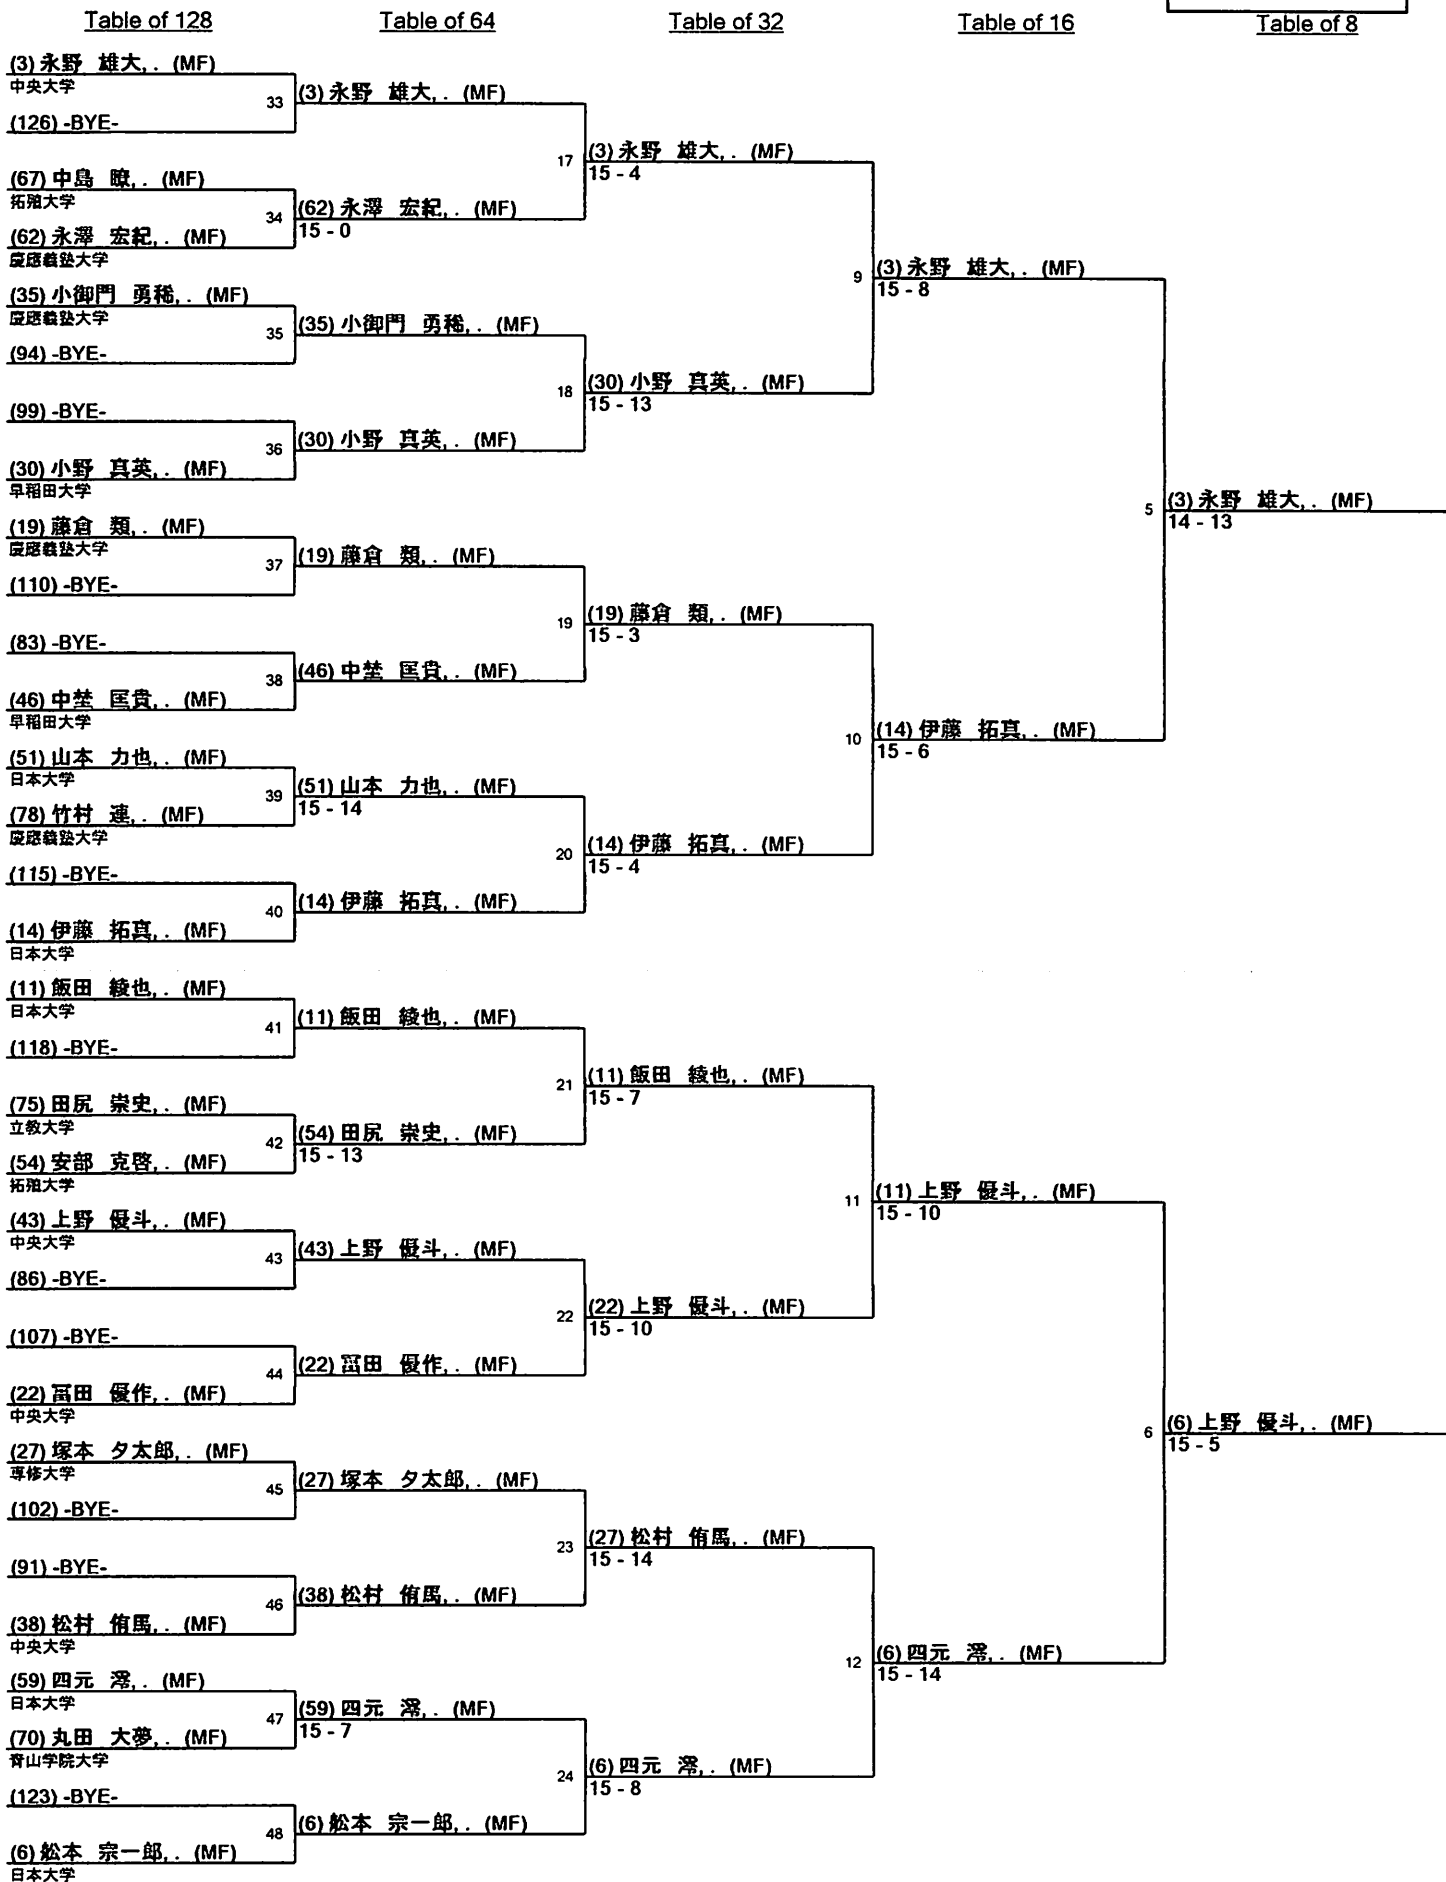 Table of 128
Table of 64
Table of 32
Table of 16
Table of 8
(3) 永野 雄大, . (MF)
中央大学
(126) -BYE-
(67) 中島 瞭, . (MF)
拓殖大学
(62) 永澤 宏紀, . (MF)
慶應義塾大学
(35) 小御門 勇稀, . (MF)
慶應義塾大学
(94) -BYE-
(99) -BYE-
(30) 小野 真英, . (MF)
早稲田大学
(19) 藤倉 類, . (MF)
慶應義塾大学
(110) -BYE-
(83) -BYE-
(46) 中埜 匡貴, . (MF)
早稲田大学
(51) 山本 力也, . (MF)
日本大学
(78) 竹村 連, . (MF)
慶應義塾大学
(115) -BYE-
(14) 伊藤 拓真, . (MF)
日本大学
(11) 飯田 綾也, . (MF)
日本大学
(118) -BYE-
(75) 田尻 崇史, . (MF)
立教大学
(54) 安部 克啓, . (MF)
拓殖大学
(43) 上野 優斗, . (MF)
中央大学
(86) -BYE-
(107) -BYE-
(22) 冨田 優作, . (MF)
中央大学
(27) 塚本 夕太郎, . (MF)
専修大学
(102) -BYE-
(91) -BYE-
(38) 松村 侑馬, . (MF)
中央大学
(59) 四元 澪, . (MF)
日本大学
(70) 丸田 大夢, . (MF)
青山学院大学
(123) -BYE-
(6) 舩本 宗一郎, . (MF)
日本大学
33
(3) 永野 雄大, . (MF)
34
(62) 永澤 宏紀, . (MF)
15 - 0
35
(35) 小御門 勇稀, . (MF)
36
(30) 小野 真英, . (MF)
37
(19) 藤倉 類, . (MF)
38
(46) 中埜 匡貴, . (MF)
39
(51) 山本 力也, . (MF)
15 - 14
40
(14) 伊藤 拓真, . (MF)
41
(11) 飯田 綾也, . (MF)
42
(54) 田尻 崇史, . (MF)
15 - 13
43
(43) 上野 優斗, . (MF)
44
(22) 冨田 優作, . (MF)
45
(27) 塚本 夕太郎, . (MF)
46
(38) 松村 侑馬, . (MF)
47
(59) 四元 澪, . (MF)
15 - 7
48
(6) 舩本 宗一郎, . (MF)
17
(3) 永野 雄大, . (MF)
15 - 4
18
(30) 小野 真英, . (MF)
15 - 13
19
(19) 藤倉 類, . (MF)
15 - 3
20
(14) 伊藤 拓真, . (MF)
15 - 4
21
(11) 飯田 綾也, . (MF)
15 - 7
22
(22) 上野 優斗, . (MF)
15 - 10
23
(27) 松村 侑馬, . (MF)
15 - 14
24
(6) 四元 澪, . (MF)
15 - 8
9
(3) 永野 雄大, . (MF)
15 - 8
10
(14) 伊藤 拓真, . (MF)
15 - 6
11
(11) 上野 優斗, . (MF)
15 - 10
12
(6) 四元 澪, . (MF)
15 - 14
5
(3) 永野 雄大, . (MF)
14 - 13
6
(6) 上野 優斗, . (MF)
15 - 5